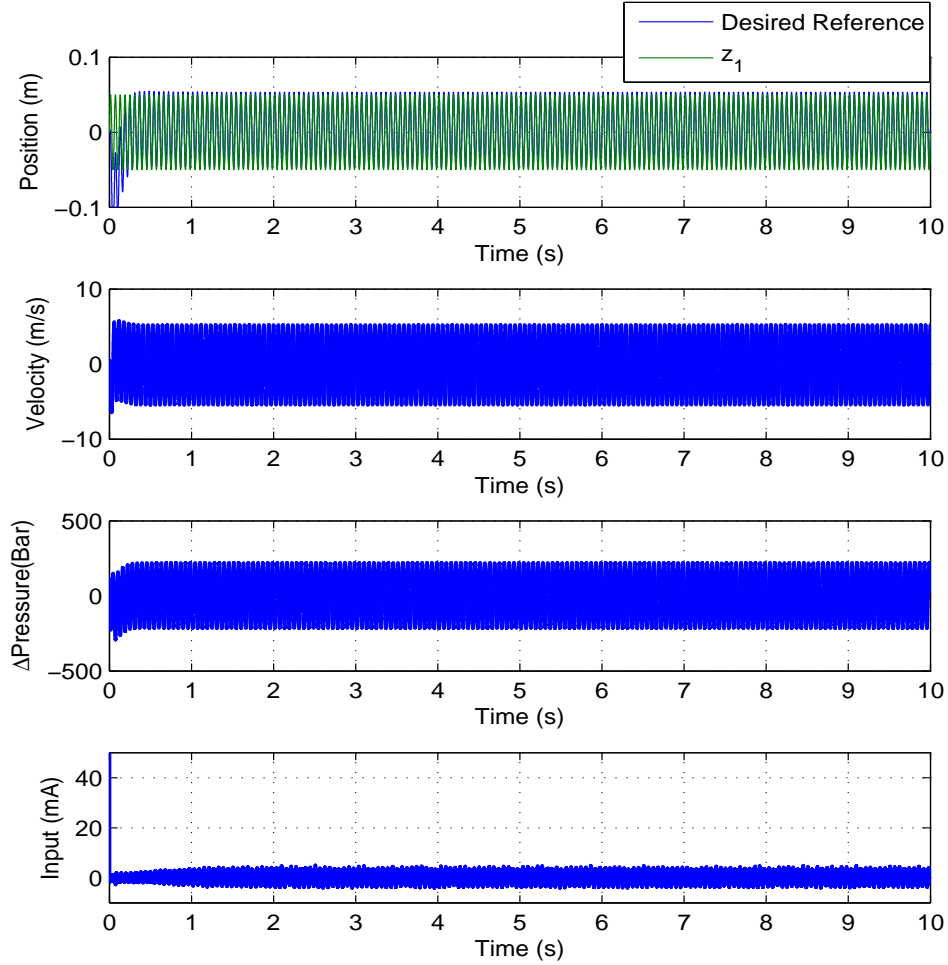 Desired Reference
z1
0.1
0
−0.1
Position (m)
0 1 2 3 4 5 6 7 8 9 10
Time (s)
10
0
−10
Velocity (m/s)
0 1 2 3 4 5 6 7 8 9 10
Time (s)
500
0
−500
ΔPressure(Bar)
0 1 2 3 4 5 6 7 8 9 10
Time (s)
40
20
0
Input (mA)
0 1 2 3 4 5 6 7 8 9 10
Time (s)